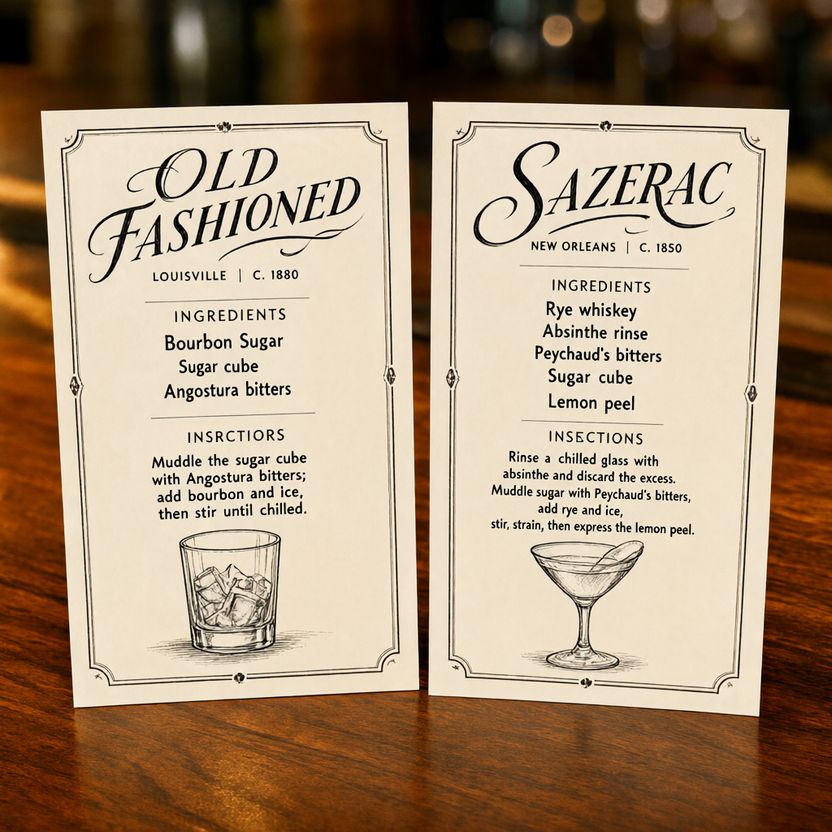 OLD
FASHIONED
LOUISVILLE | C. 1880
INGREDIENTS
Bourbon Sugar
Sugar cube
Angostura bitters
INSRCTIORS
Muddle the sugar cube
with Angostura bitters;
add bourbon and ice,
then stir until chilled.
SAZERAC
NEW ORLEANS | C. 1850
INGREDIENTS
Rye whiskey
Absinthe rinse
Peychaud's bitters
Sugar cube
Lemon peel
INSECTIONS
Rinse a chilled glass with
absinthe and discard the excess.
Muddle sugar with Peychaud's bitters,
add rye and ice,
stir, strain, then express the lemon peel.